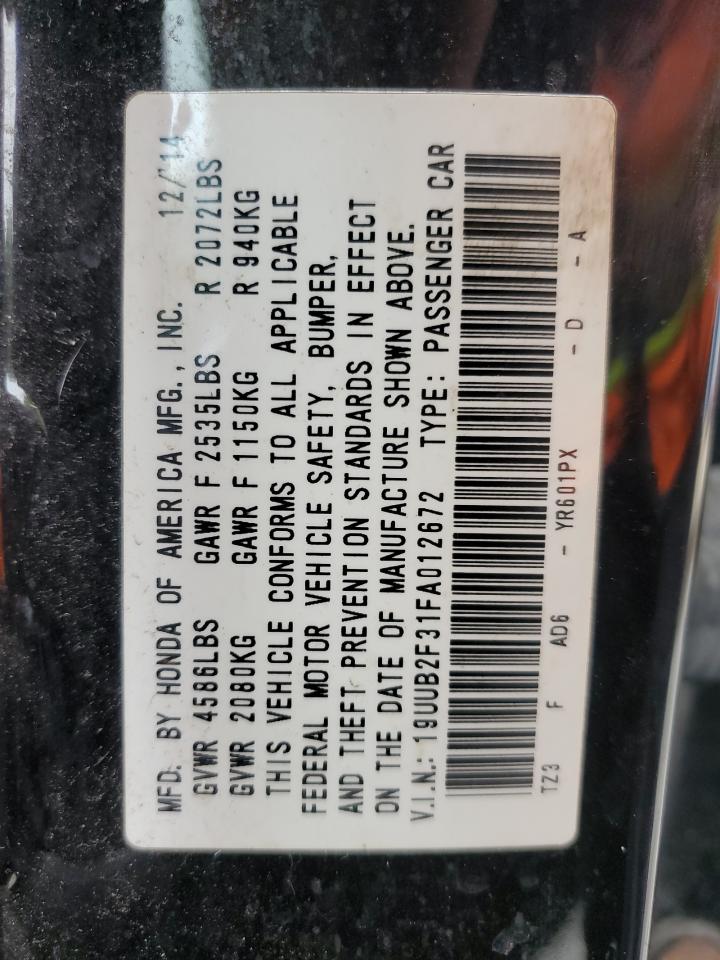 MFD. BY HONDA OF AMERICA MFG., INC. 12/'14
GVWR 4586LBS GAWR F 2535LBS R 2072LBS
GVWR 2080KG GAWR F 1150KG R 940KG
THIS VEHICLE CONFORMS TO ALL APPLICABLE
FEDERAL MOTOR VEHICLE SAFETY, BUMPER,
AND THEFT PREVENTION STANDARDS IN EFFECT
ON THE DATE OF MANUFACTURE SHOWN ABOVE.
V.I.N.: 19UUB2F31FA012672 TYPE: PASSENGER CAR
TZ3 F AD6 - YR601PX - D - A